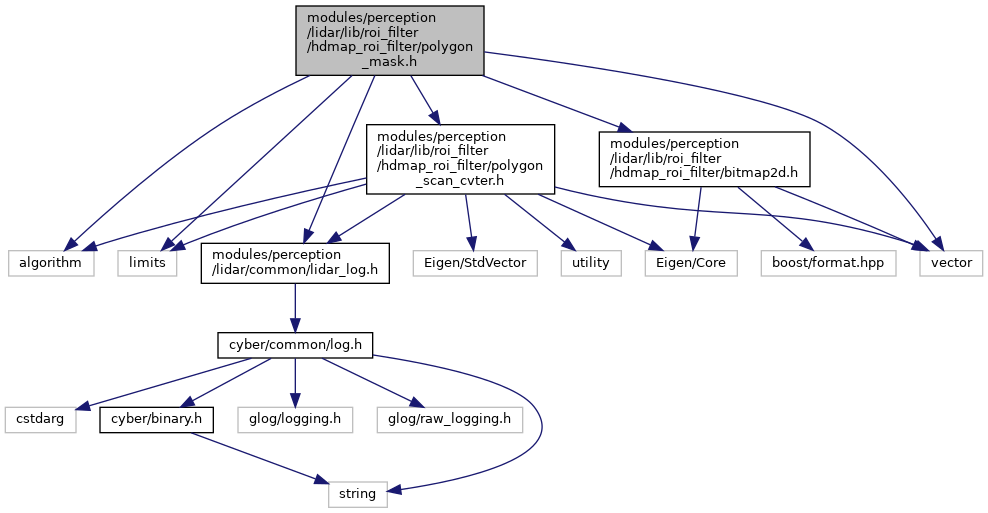 modules/perception
/lidar/lib/roi_filter
/hdmap_roi_filter/polygon
_mask.h
modules/perception
/lidar/lib/roi_filter
/hdmap_roi_filter/polygon
_scan_cvter.h
modules/perception
/lidar/lib/roi_filter
/hdmap_roi_filter/bitmap2d.h
algorithm
limits
modules/perception
/lidar/common/lidar_log.h
Eigen/StdVector
utility
Eigen/Core
boost/format.hpp
vector
cyber/common/log.h
cstdarg
cyber/binary.h
glog/logging.h
glog/raw_logging.h
string